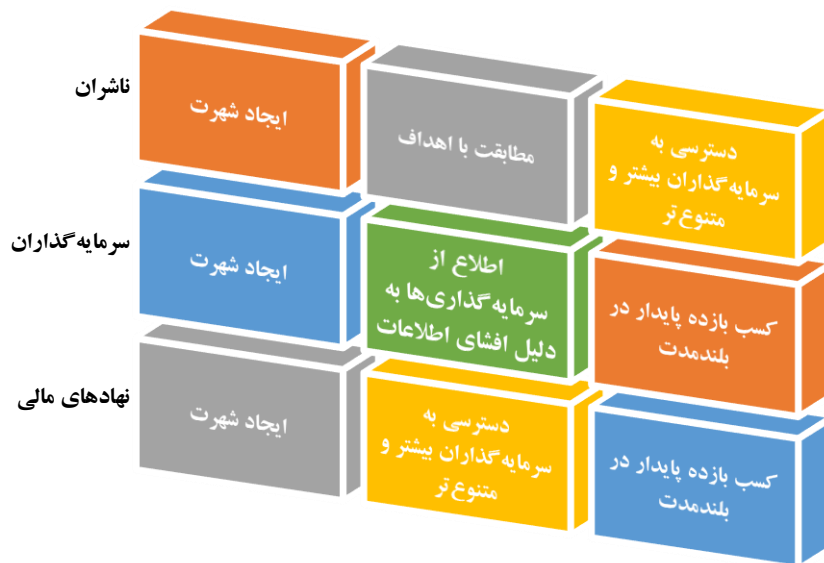 ناشران
ایجاد شهرت
مطابقت با اهداف
دسترسی به
سرمایه‌گذاران بیشتر و
متنوع‌تر
سرمایه‌گذاران
ایجاد شهرت
اطلاع از
سرمایه‌گذاری‌ها به
دلیل افشای اطلاعات
کسب بازده پایدار در
بلندمدت
نهادهای مالی
ایجاد شهرت
دسترسی به
سرمایه‌گذاران بیشتر و
متنوع‌تر
کسب بازده پایدار در
بلندمدت